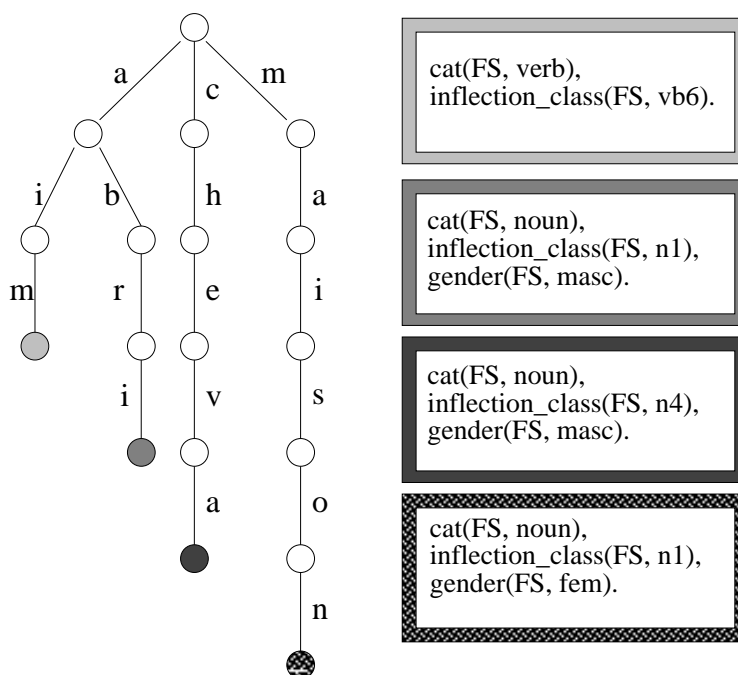 a
c
m
i
b
h
a
cat(FS, verb),
inflection_class(FS, vb6).
m
r
e
i
cat(FS, noun),
inflection_class(FS, n1),
gender(FS, masc).
i
v
s
cat(FS, noun),
inflection_class(FS, n4),
gender(FS, masc).
a
o
cat(FS, noun),
inflection_class(FS, n1),
gender(FS, fem).
n